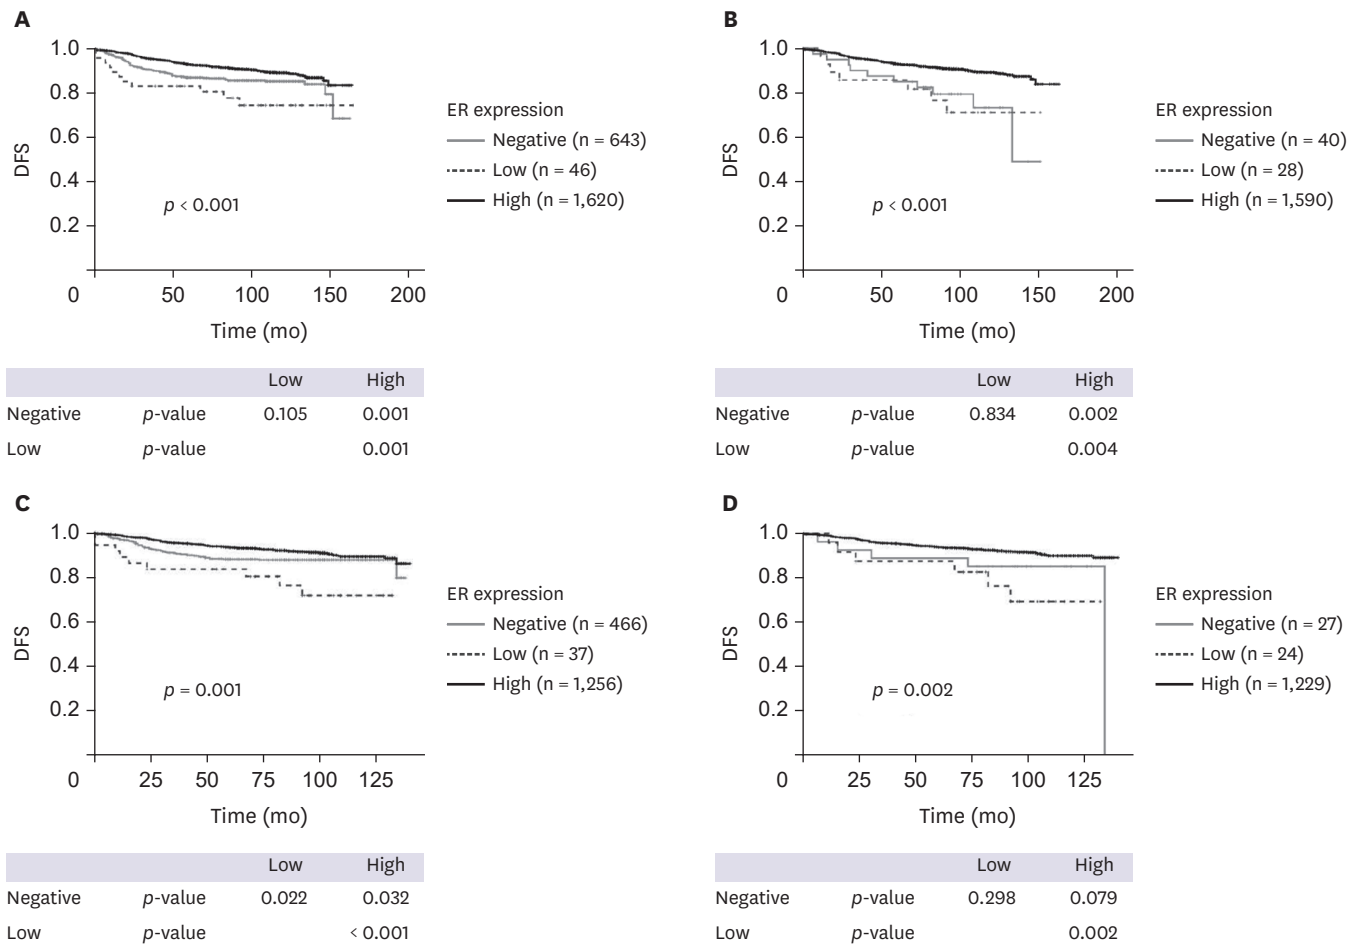 A
1.0
0.8
0.6
0.4
0.2
DFS
p < 0.001
0 50 100 150 200
Time (mo)
ER expression
Negative (n = 643)
Low (n = 46)
High (n = 1,620)
Low High
Negative p-value 0.105 0.001
Low p-value 0.001
B
1.0
0.8
0.6
0.4
0.2
DFS
p < 0.001
0 50 100 150 200
Time (mo)
ER expression
Negative (n = 40)
Low (n = 28)
High (n = 1,590)
Low High
Negative p-value 0.834 0.002
Low p-value 0.004
C
1.0
0.8
0.6
0.4
0.2
DFS
p = 0.001
0 25 50 75 100 125
Time (mo)
ER expression
Negative (n = 466)
Low (n = 37)
High (n = 1,256)
Low High
Negative p-value 0.022 0.032
Low p-value < 0.001
D
1.0
0.8
0.6
0.4
0.2
DFS
p = 0.002
0 25 50 75 100 125
Time (mo)
ER expression
Negative (n = 27)
Low (n = 24)
High (n = 1,229)
Low High
Negative p-value 0.298 0.079
Low p-value 0.002